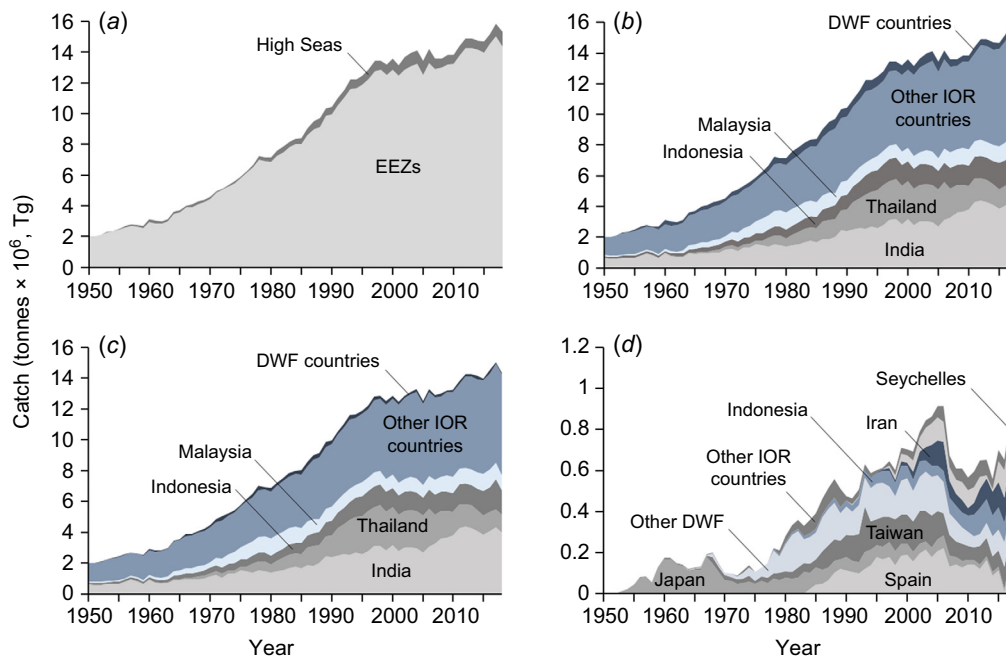 Catch (tonnes × 10⁶, Tg)
(a)
16
14
12
10
8
6
4
2
0
High Seas
EEZs
1950 1960 1970 1980 1990 2000 2010
(b)
16
14
12
10
8
6
4
2
0
DWF countries
Other IOR
countries
Malaysia
Indonesia
Thailand
India
1950 1960 1970 1980 1990 2000 2010
(c)
16
14
12
10
8
6
4
2
0
DWF countries
Other IOR
countries
Malaysia
Indonesia
Thailand
India
1950 1960 1970 1980 1990 2000 2010
Year
(d)
1.2
1
0.8
0.6
0.4
0.2
0
Seychelles
Indonesia
Iran
Other IOR
countries
Other DWF
Taiwan
Japan
Spain
1950 1960 1970 1980 1990 2000 2010
Year